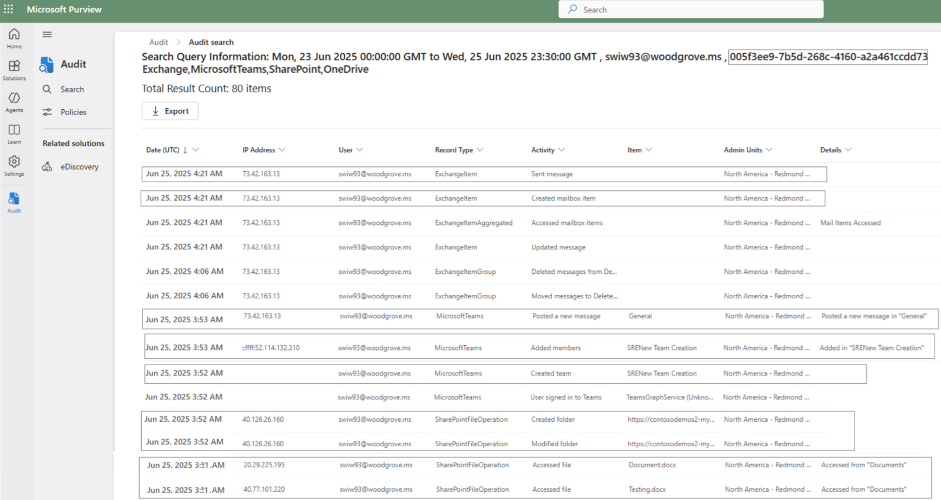 Microsoft Purview
Search
Home
Solutions
Agents
Learn
Settings
Audit
Audit
Search
Policies
Related solutions
eDiscovery
Audit > Audit search
Search Query Information: Mon, 23 Jun 2025 00:00:00 GMT to Wed, 25 Jun 2025 23:30:00 GMT , swiw93@woodgrove.ms , 005f3ee9-7b5d-268c-4160-a2a461ccdd73
Exchange,MicrosoftTeams,SharePoint,OneDrive
Total Result Count: 80 items
Export
Date (UTC) ↓ IP Address User Record Type Activity Item Admin Units Details
Jun 25, 2025 4:21 AM 73.42.163.13 swiw93@woodgrove.ms ExchangeItem Sent message North America - Redmond ...
Jun 25, 2025 4:21 AM 73.42.163.13 swiw93@woodgrove.ms ExchangeItem Created mailbox item North America - Redmond ...
Jun 25, 2025 4:21 AM 73.42.163.13 swiw93@woodgrove.ms ExchangeItemAggregated Accessed mailbox items North America - Redmond ... Mail Items Accessed
Jun 25, 2025 4:21 AM 73.42.163.13 swiw93@woodgrove.ms ExchangeItem Updated message North America - Redmond ...
Jun 25, 2025 4:06 AM 73.42.163.13 swiw93@woodgrove.ms ExchangeItemGroup Deleted messages from De... North America - Redmond ...
Jun 25, 2025 4:06 AM 73.42.163.13 swiw93@woodgrove.ms ExchangeItemGroup Moved messages to Delete... North America - Redmond ...
Jun 25, 2025 3:53 AM 73.42.163.13 swiw93@woodgrove.ms MicrosoftTeams Posted a new message General North America - Redmond ... Posted a new message in "General"
Jun 25, 2025 3:53 AM ::ffff:52.114.132.210 swiw93@woodgrove.ms MicrosoftTeams Added members SRENew Team Creation North America - Redmond ... Added in "SRENew Team Creation"
Jun 25, 2025 3:52 AM swiw93@woodgrove.ms MicrosoftTeams Created team SRENew Team Creation North America - Redmond ...
Jun 25, 2025 3:52 AM swiw93@woodgrove.ms MicrosoftTeams User signed in to Teams TeamsGraphService (Unkno... North America - Redmond ...
Jun 25, 2025 3:52 AM 40.126.26.160 swiw93@woodgrove.ms SharePointFileOperation Created folder https://contosodemos2-my... North America - Redmond ...
Jun 25, 2025 3:52 AM 40.126.26.160 swiw93@woodgrove.ms SharePointFileOperation Modified folder https://contosodemos2-my... North America - Redmond ...
Jun 25, 2025 20.29.225.195 swiw93@woodgrove.ms SharePointFileOperation Accessed file Document.docx North America - Redmond ... Accessed from "Documents"
Jun 25, 2025 40.77.101.220 swiw93@woodgrove.ms SharePointFileOperation Accessed file Testing.docx North America - Redmond ... Accessed from "Documents"